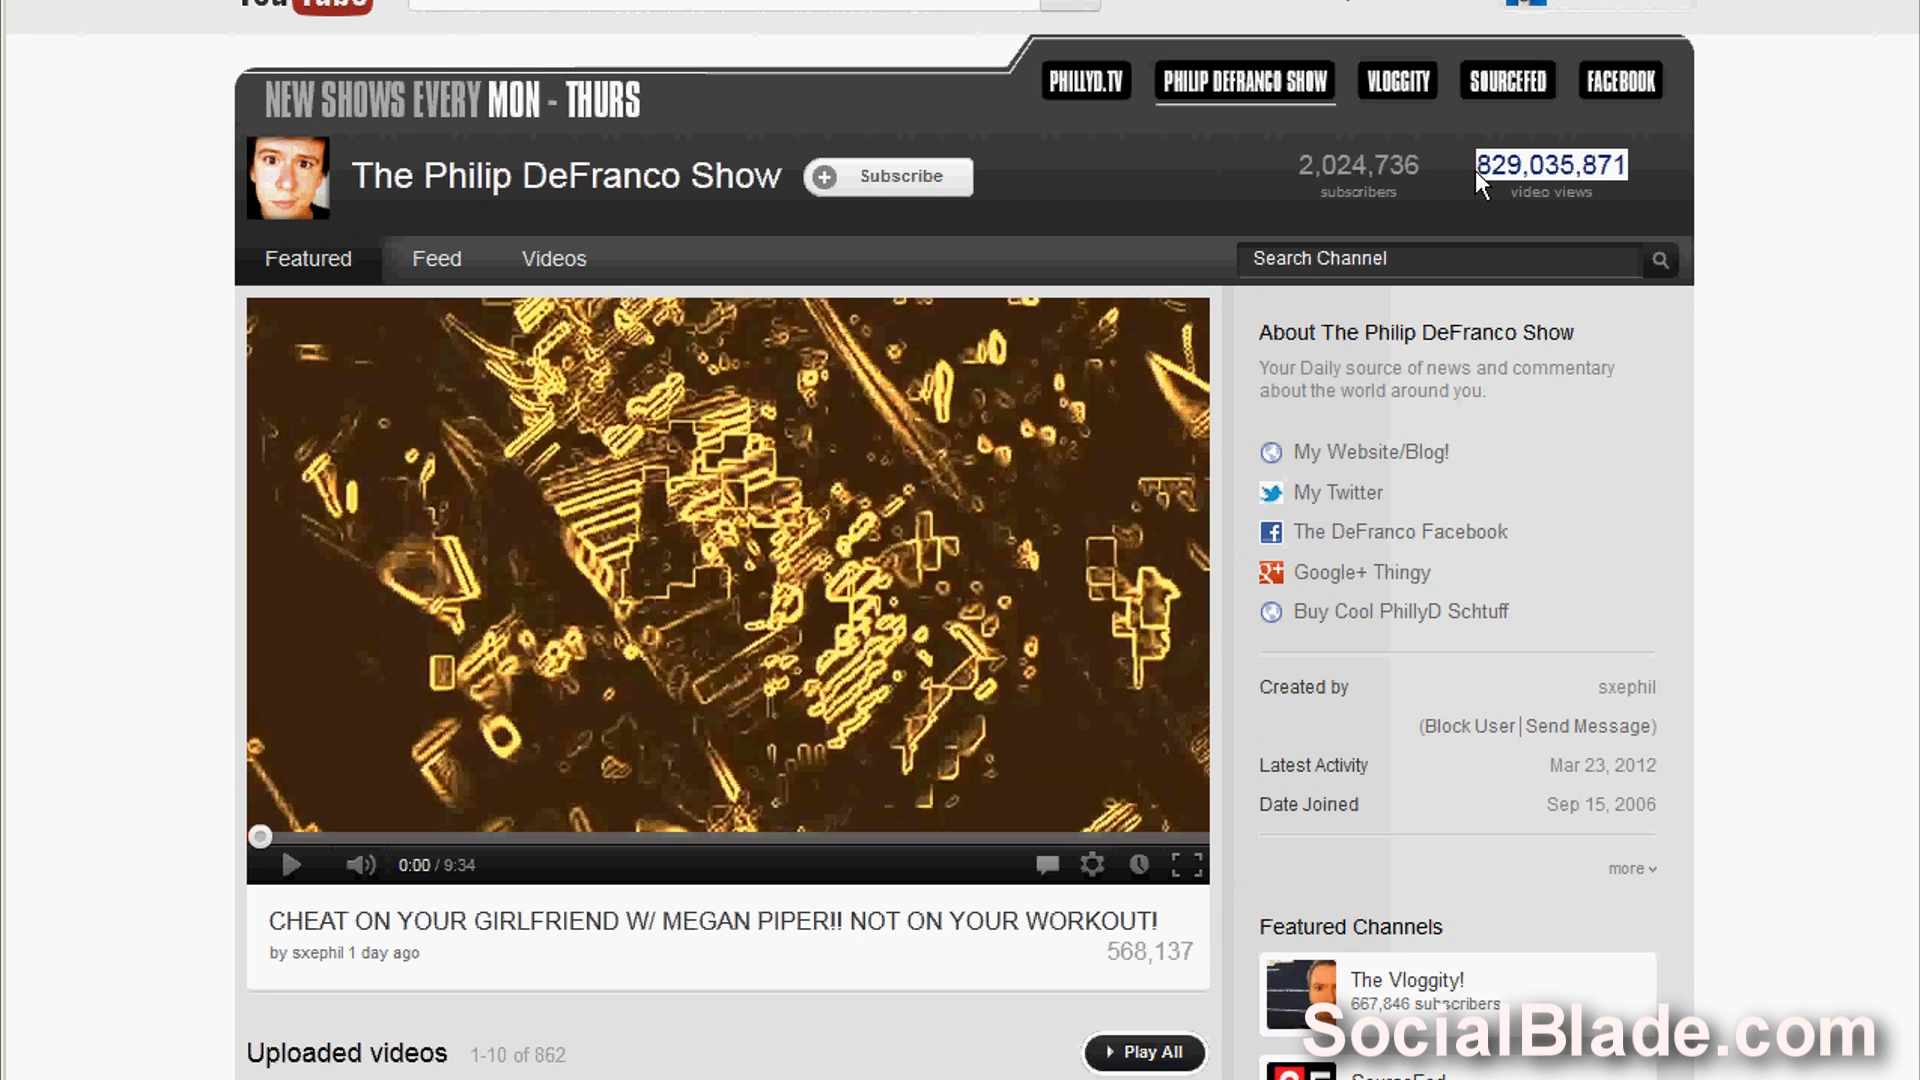 YouTube
NEW SHOWS EVERY MON - THURS
PHILLYD.TV
PHILIP DEFRANCO SHOW
VLOGGITY
SOURCEFED
FACEBOOK
The Philip DeFranco Show
Subscribe
2,024,736
subscribers
829,035,871
video views
Featured
Feed
Videos
Search Channel
About The Philip DeFranco Show
Your Daily source of news and commentary
about the world around you.
My Website/Blog!
My Twitter
The DeFranco Facebook
Google+ Thingy
Buy Cool PhillyD Schtuff
Created by sxephil
(Block User|Send Message)
Latest Activity Mar 23, 2012
Date Joined Sep 15, 2006
more
0:00 / 9:34
CHEAT ON YOUR GIRLFRIEND W/ MEGAN PIPER!! NOT ON YOUR WORKOUT!
by sxephil 1 day ago
568,137
Featured Channels
The Vloggity!
667,846 subscribers
SourceFed
Uploaded videos 1-10 of 862
Play All
SocialBlade.com